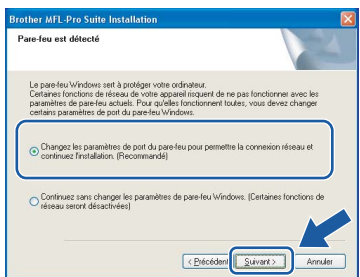 Brother MFL-Pro Suite Installation
Pare-feu est détecté
Le pare-feu Windows sert à protéger votre ordinateur.
Certaines fonctions de réseau de votre appareil risquent de ne pas fonctionner avec les
paramètres de pare-feu actuels. Pour qu'elles fonctionnent toutes, vous devez changer
certains paramètres de port du pare-feu Windows.
Changez les paramètres de port du pare-feu pour permettre la connexion réseau et
continuez l'installation. (Recommandé)
Continuez sans changer les paramètres de pare-feu Windows. (Certaines fonctions de
réseau seront désactivées)
< Précédent
Suivant >
Annuler